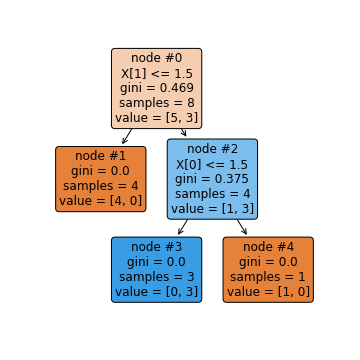 node #0
X[1] <= 1.5
gini = 0.469
samples = 8
value = [5, 3]
node #1
gini = 0.0
samples = 4
value = [4, 0]
node #2
X[0] <= 1.5
gini = 0.375
samples = 4
value = [1, 3]
node #3
gini = 0.0
samples = 3
value = [0, 3]
node #4
gini = 0.0
samples = 1
value = [1, 0]